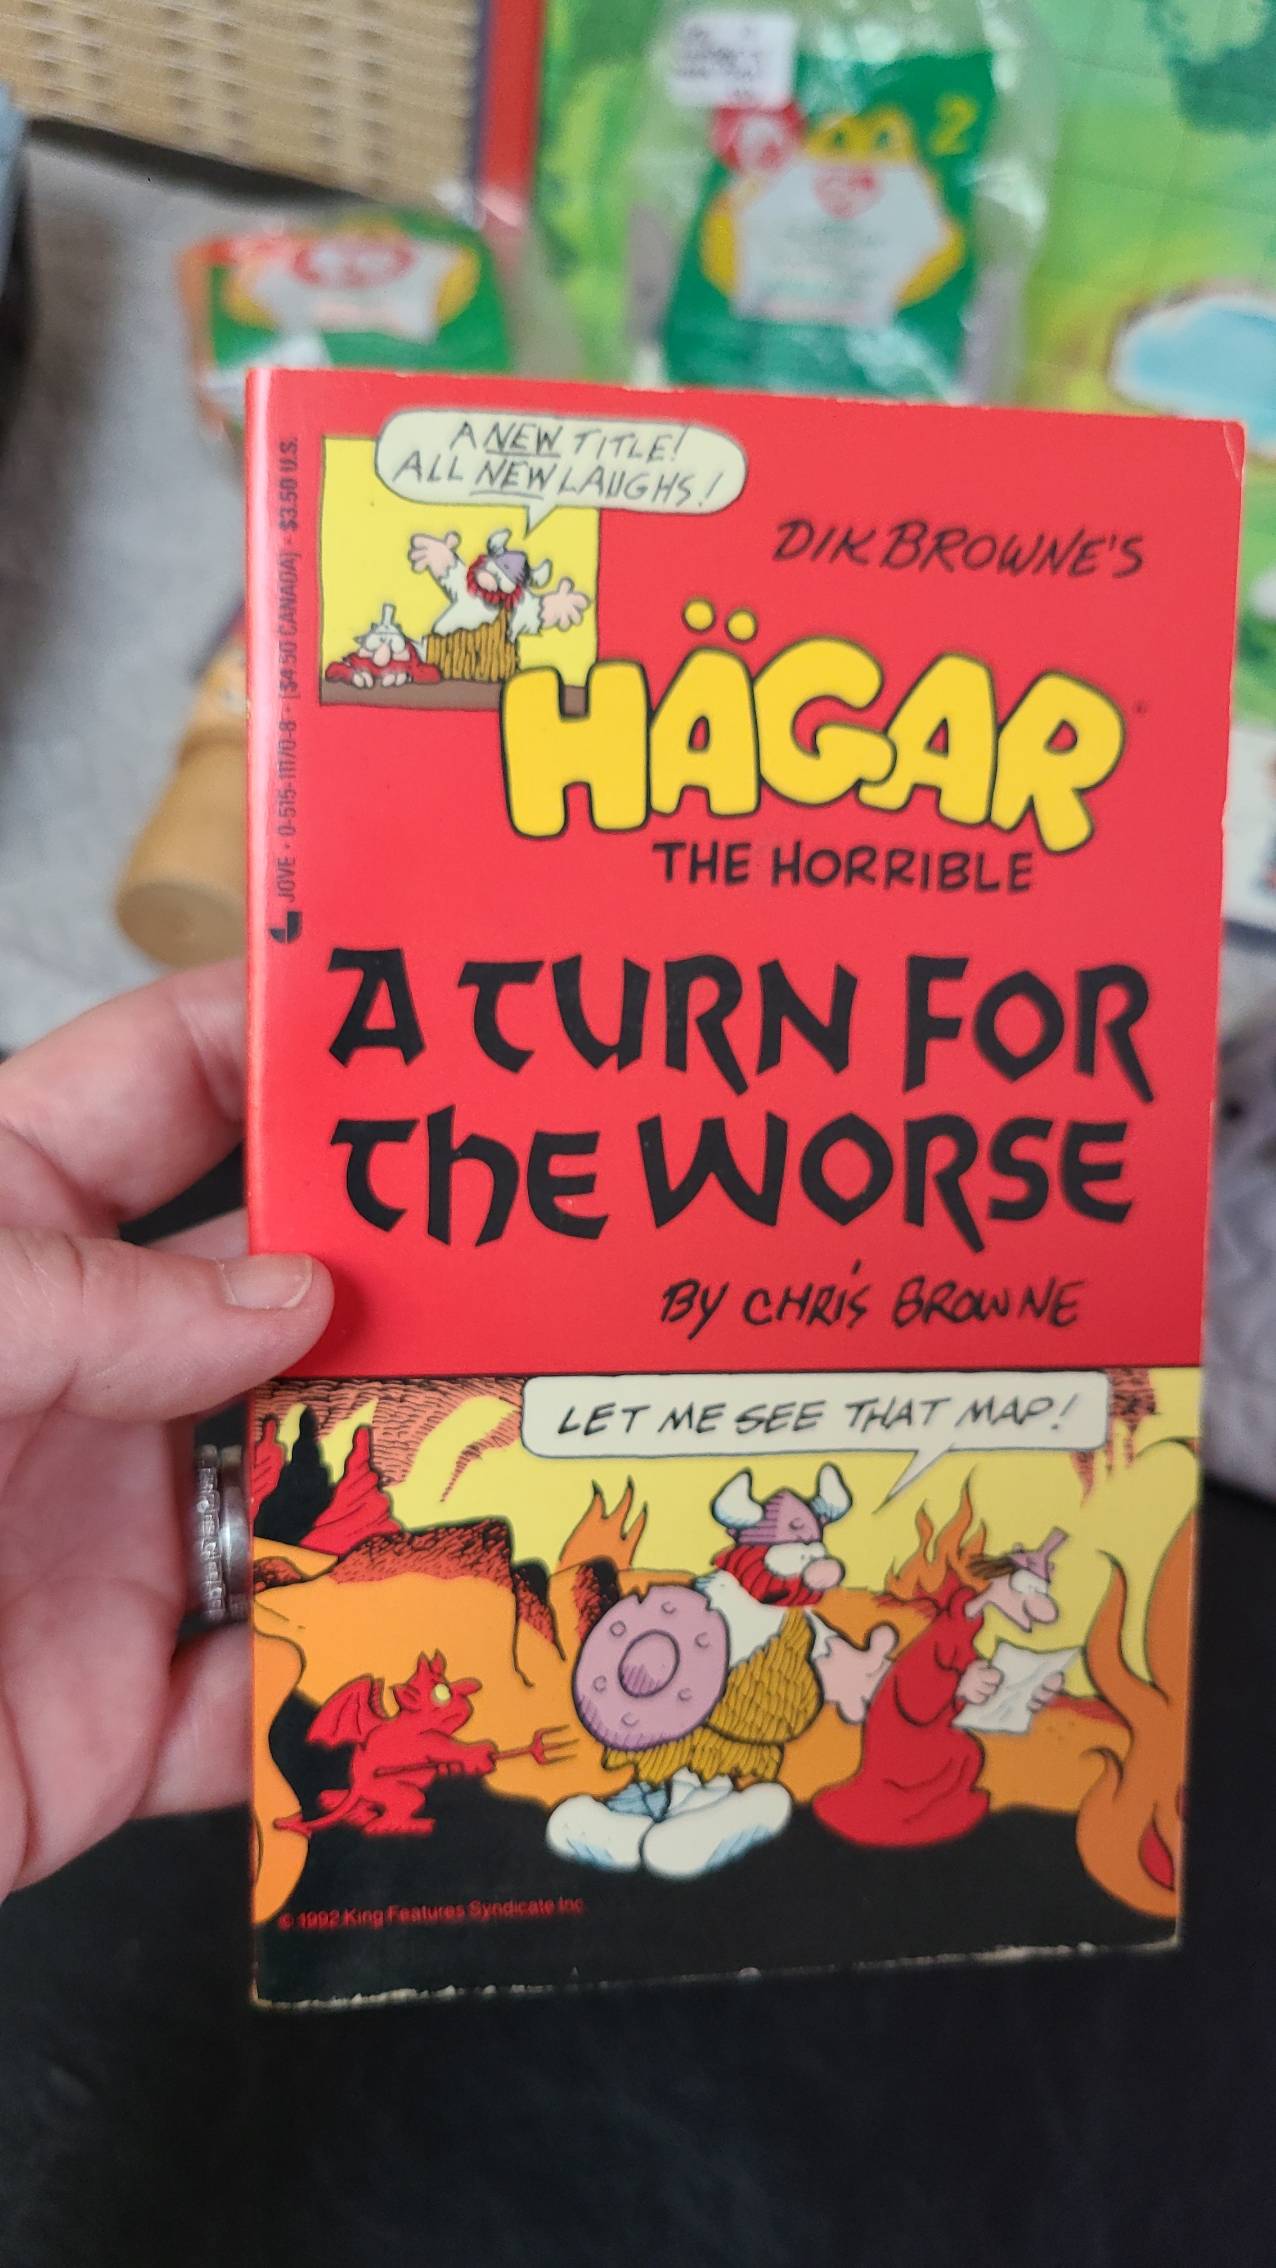 2
A NEW TITLE!
ALL NEW LAUGHS!
DIK BROWNE'S
HÄGAR
THE HORRIBLE
A TURN FOR
THE WORSE
BY CHRIS BROWNE
LET ME SEE THAT MAP!
© 1992 King Features Syndicate Inc
JOVE • 0-515-11170-8 • ($4.50 CANADA) • $3.50 U.S.